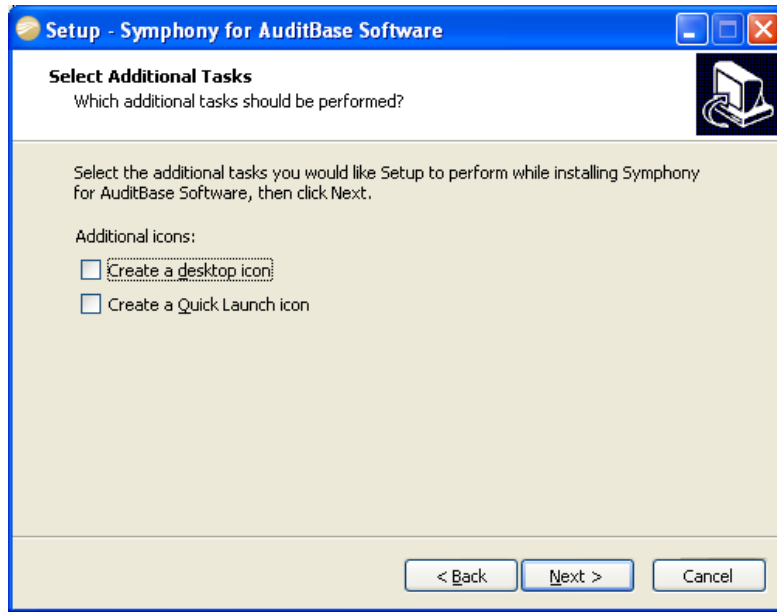 Setup - Symphony for AuditBase Software
Select Additional Tasks
Which additional tasks should be performed?
Select the additional tasks you would like Setup to perform while installing Symphony
for AuditBase Software, then click Next.
Additional icons:
Create a desktop icon
Create a Quick Launch icon
< Back
Next >
Cancel